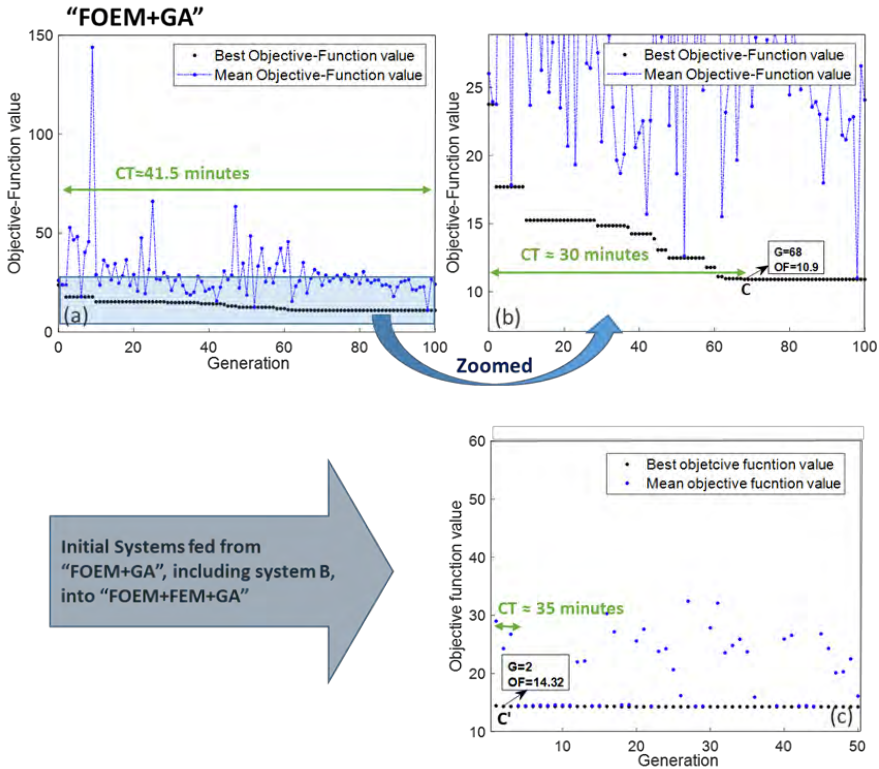 “FOEM+GA”
150
100
50
0
0
20
40
60
80
100
Objective-Function value
Generation
Best Objective-Function value
Mean Objective-Function value
CT=41.5 minutes
(a)
25
20
15
10
0
20
40
60
80
100
Objective-Function value
Generation
Best Objective-Function value
Mean Objective-Function value
CT ≈ 30 minutes
G=68
OF=10.9
C
(b)
Zoomed
Initial Systems fed from
“FOEM+GA”, including system B,
into “FOEM+FEM+GA”
60
50
40
30
20
10
10
20
30
40
50
Objective function value
Generation
Best objetcive fucntion value
Mean objective fucntion value
CT ≈ 35 minutes
G=2
OF=14.32
C'
(c)